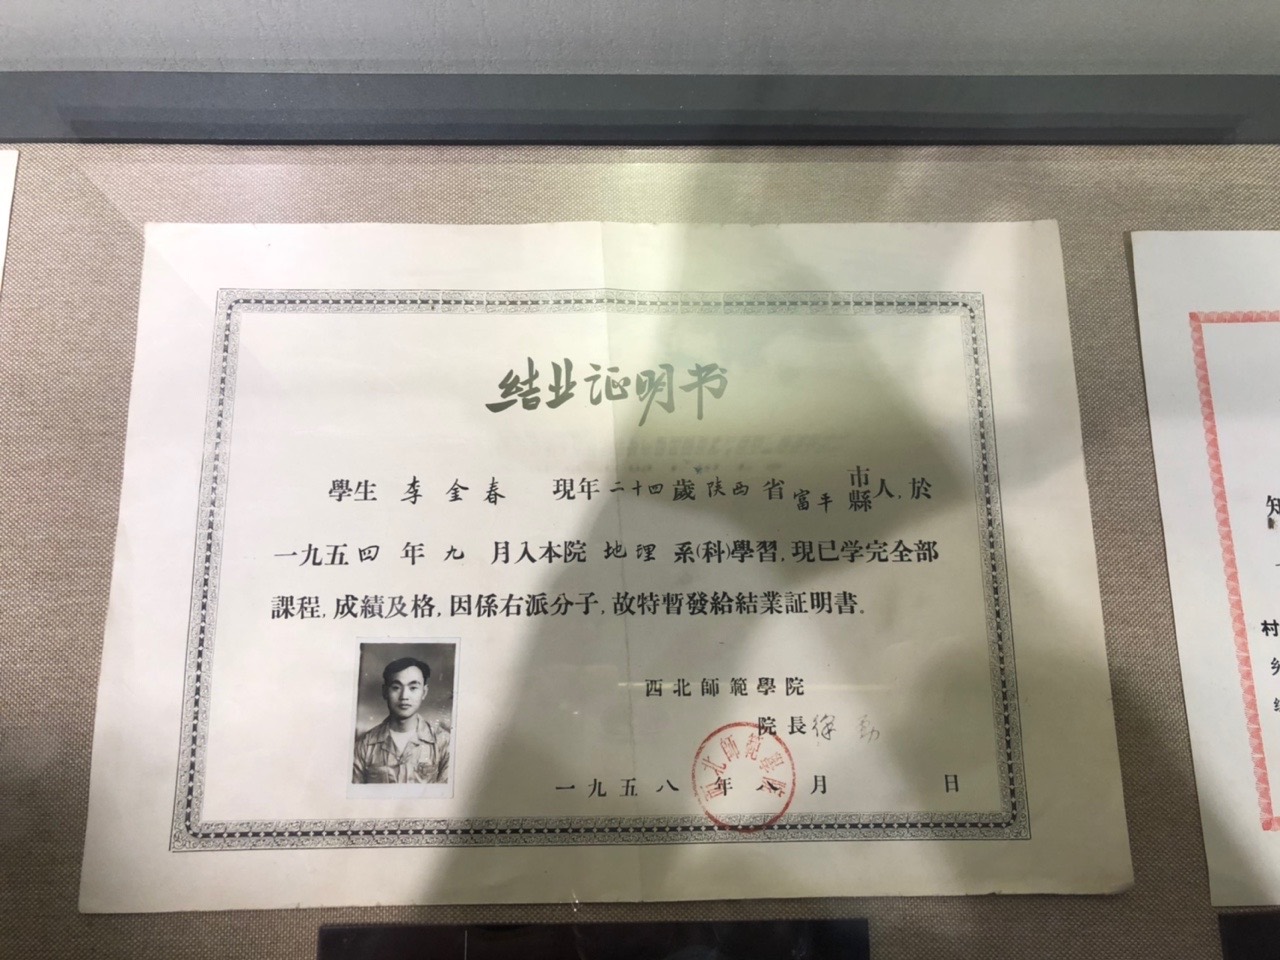 结业证明书
學生 李金春 現年二十四歲陕西省富平市縣人, 於
一九五四年九月入本院地理系(科)學習, 現已学完全部
課程, 成績及格, 因係右派分子, 故特暫發給結業証明書。
西北師範學院
院長徐劲
西北師範學院
一九五八年八月 日
知
村